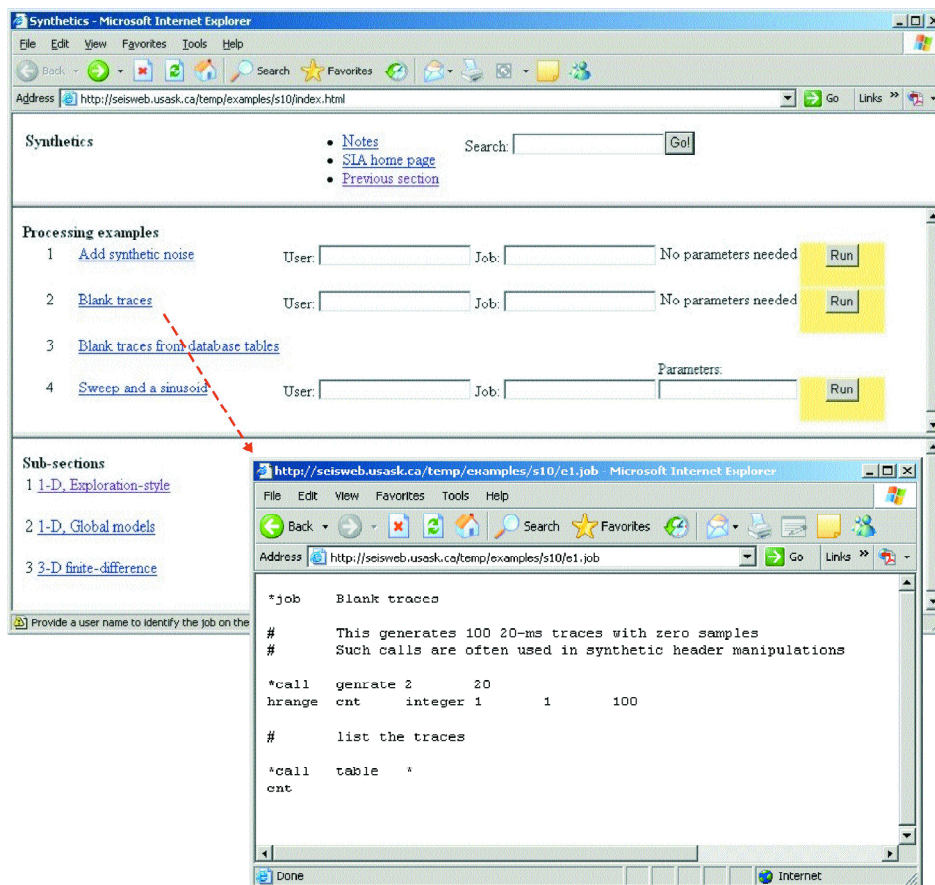 Synthetics - Microsoft Internet Explorer
File Edit View Favorites Tools Help
Back Search Favorites
Address http://seisweb.usask.ca/temp/examples/s10/index.html Go Links »
Synthetics
Notes
SIA home page
Previous section
Search: Go!
Processing examples
1 Add synthetic noise User: Job: No parameters needed Run
2 Blank traces User: Job: No parameters needed Run
3 Blank traces from database tables
Parameters:
4 Sweep and a sinusoid User: Job: Run
Sub-sections
1 1-D, Exploration-style
2 1-D, Global models
3 3-D finite-difference
Provide a user name to identify the job on the
http://seisweb.usask.ca/temp/examples/s10/e1.job - Microsoft Internet Explorer
File Edit View Favorites Tools Help
Back Search Favorites
Address http://seisweb.usask.ca/temp/examples/s10/e1.job Go Links »
*job Blank traces
# This generates 100 20-ms traces with zero samples
# Such calls are often used in synthetic header manipulations
*call genrate 2 20
hrange cnt integer 1 1 100
# list the traces
*call table *
cnt
Done Internet